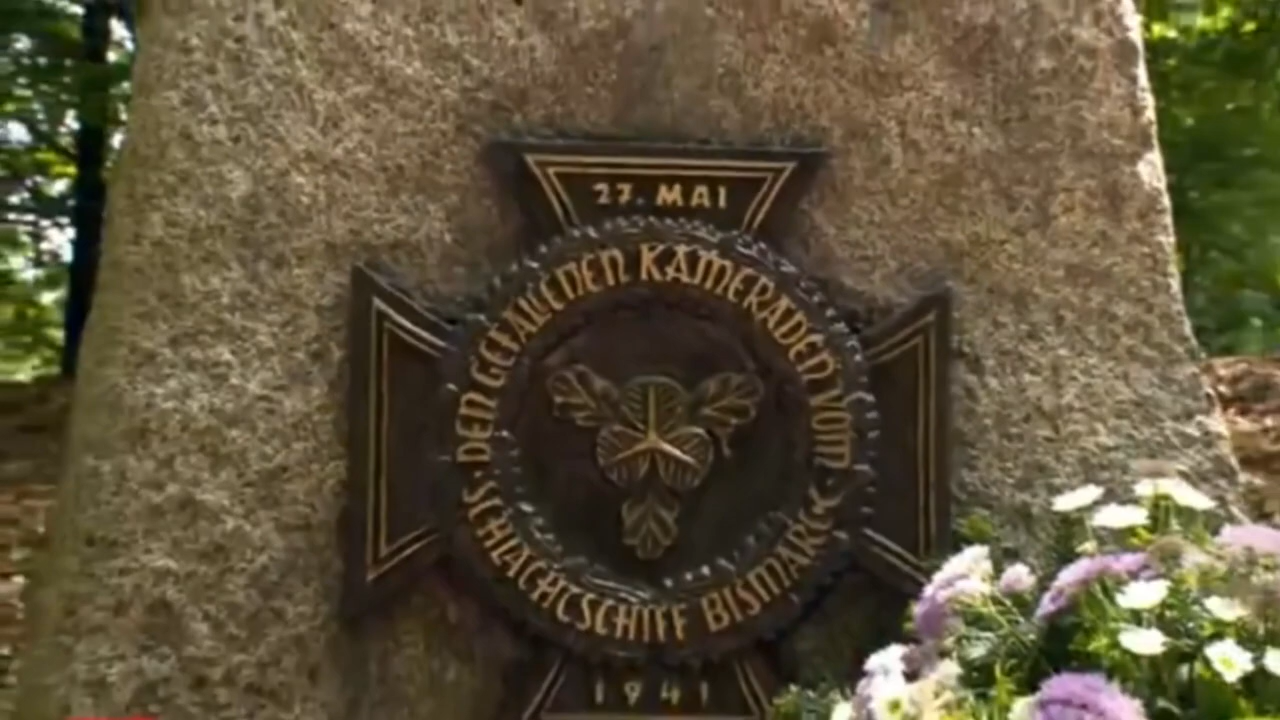 27. MAI
· DEN GEFALLENEN KAMERADEN VOM ·
SCHLACHTSCHIFF BISMARCK
1941